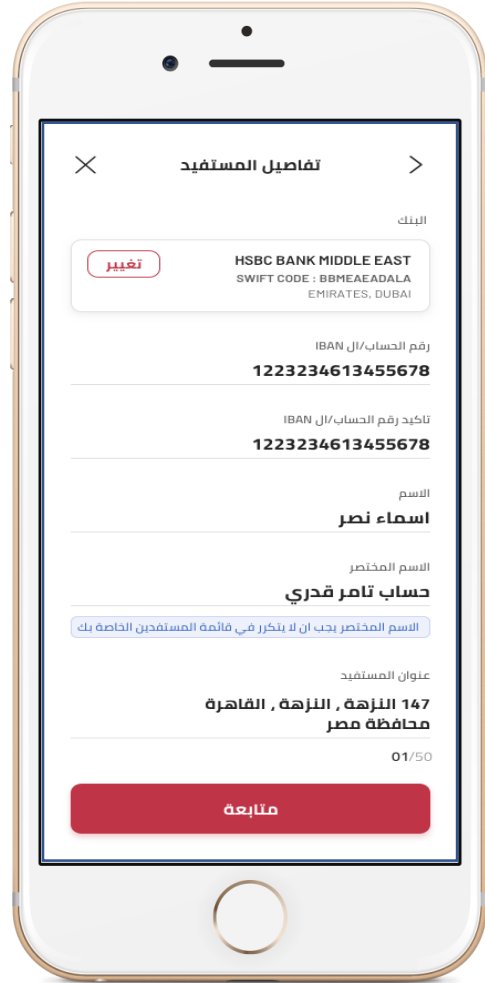 تفاصيل المستفيد
البنك
HSBC BANK MIDDLE EAST
تغيير
SWIFT CODE : BBMEAEADALA
EMIRATES, DUBAI
رقم الحساب/ال IBAN
1223234613455678
تاكيد رقم الحساب/ال IBAN
1223234613455678
الاسم
اسماء نصر
الاسم المختصر
حساب تامر قدري
الاسم المختصر يجب ان لا يتكرر في قائمة المستفدين الخاصة بك
عنوان المستفيد
147 النزهة , النزهة , القاهرة
محافظة مصر
01/50
متابعة